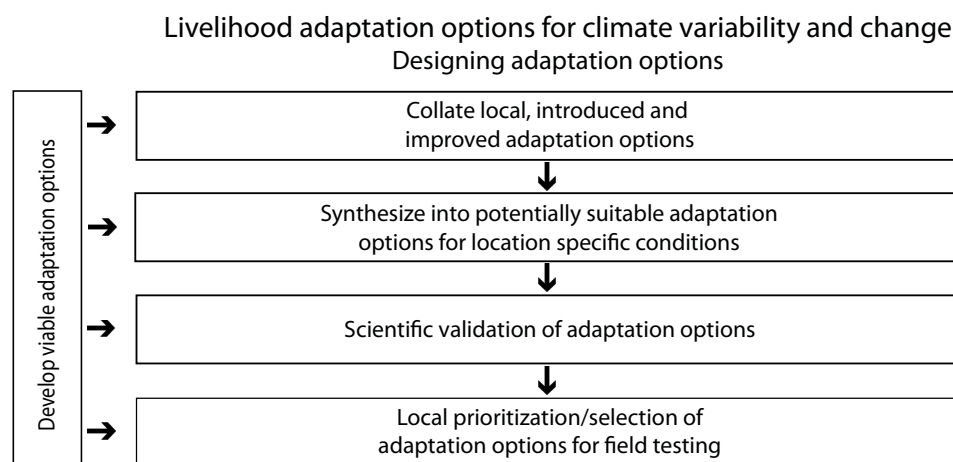 Livelihood adaptation options for climate variability and change
Designing adaptation options
Develop viable adaptation options
Collate local, introduced and
improved adaptation options
Synthesize into potentially suitable adaptation
options for location specific conditions
Scientific validation of adaptation options
Local prioritization/selection of
adaptation options for field testing